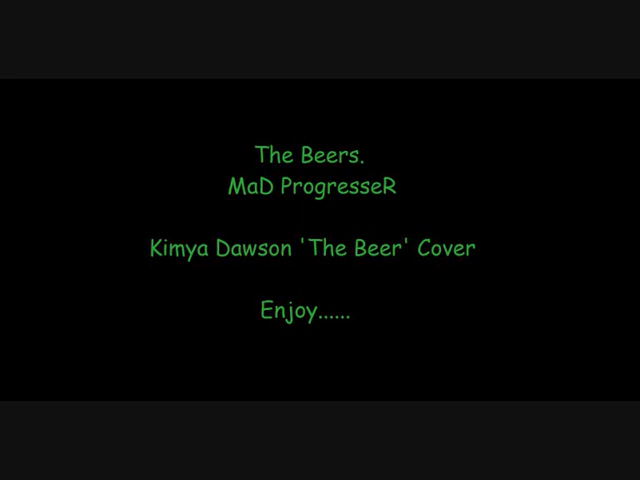 The Beers.
MaD ProgresseR
Kimya Dawson 'The Beer' Cover
Enjoy......